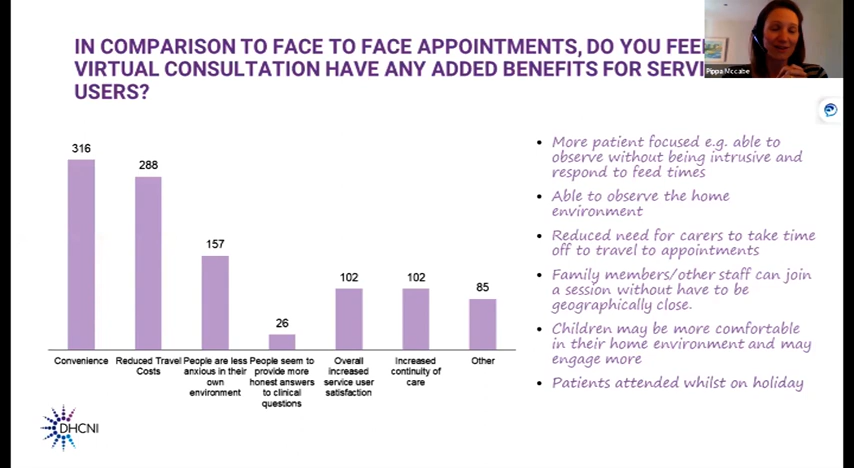 IN COMPARISON TO FACE TO FACE APPOINTMENTS, DO YOU FEEL
VIRTUAL CONSULTATION HAVE ANY ADDED BENEFITS FOR SERVI
USERS?
Pippa Mccabe
316
288
157
26
102
102
85
Convenience
Reduced Travel
Costs
People are less
anxious in their
own
environment
People seem to
provide more
honest answers
to clinical
questions
Overall
increased
service user
satisfaction
Increased
continuity of
care
Other
• More patient focused e.g. able to
observe without being intrusive and
respond to feed times
• Able to observe the home
environment
• Reduced need for carers to take time
off to travel to appointments
• Family members/other staff can join
a session without have to be
geographically close.
• Children may be more comfortable
in their home environment and may
engage more
• Patients attended whilst on holiday
DHCNI